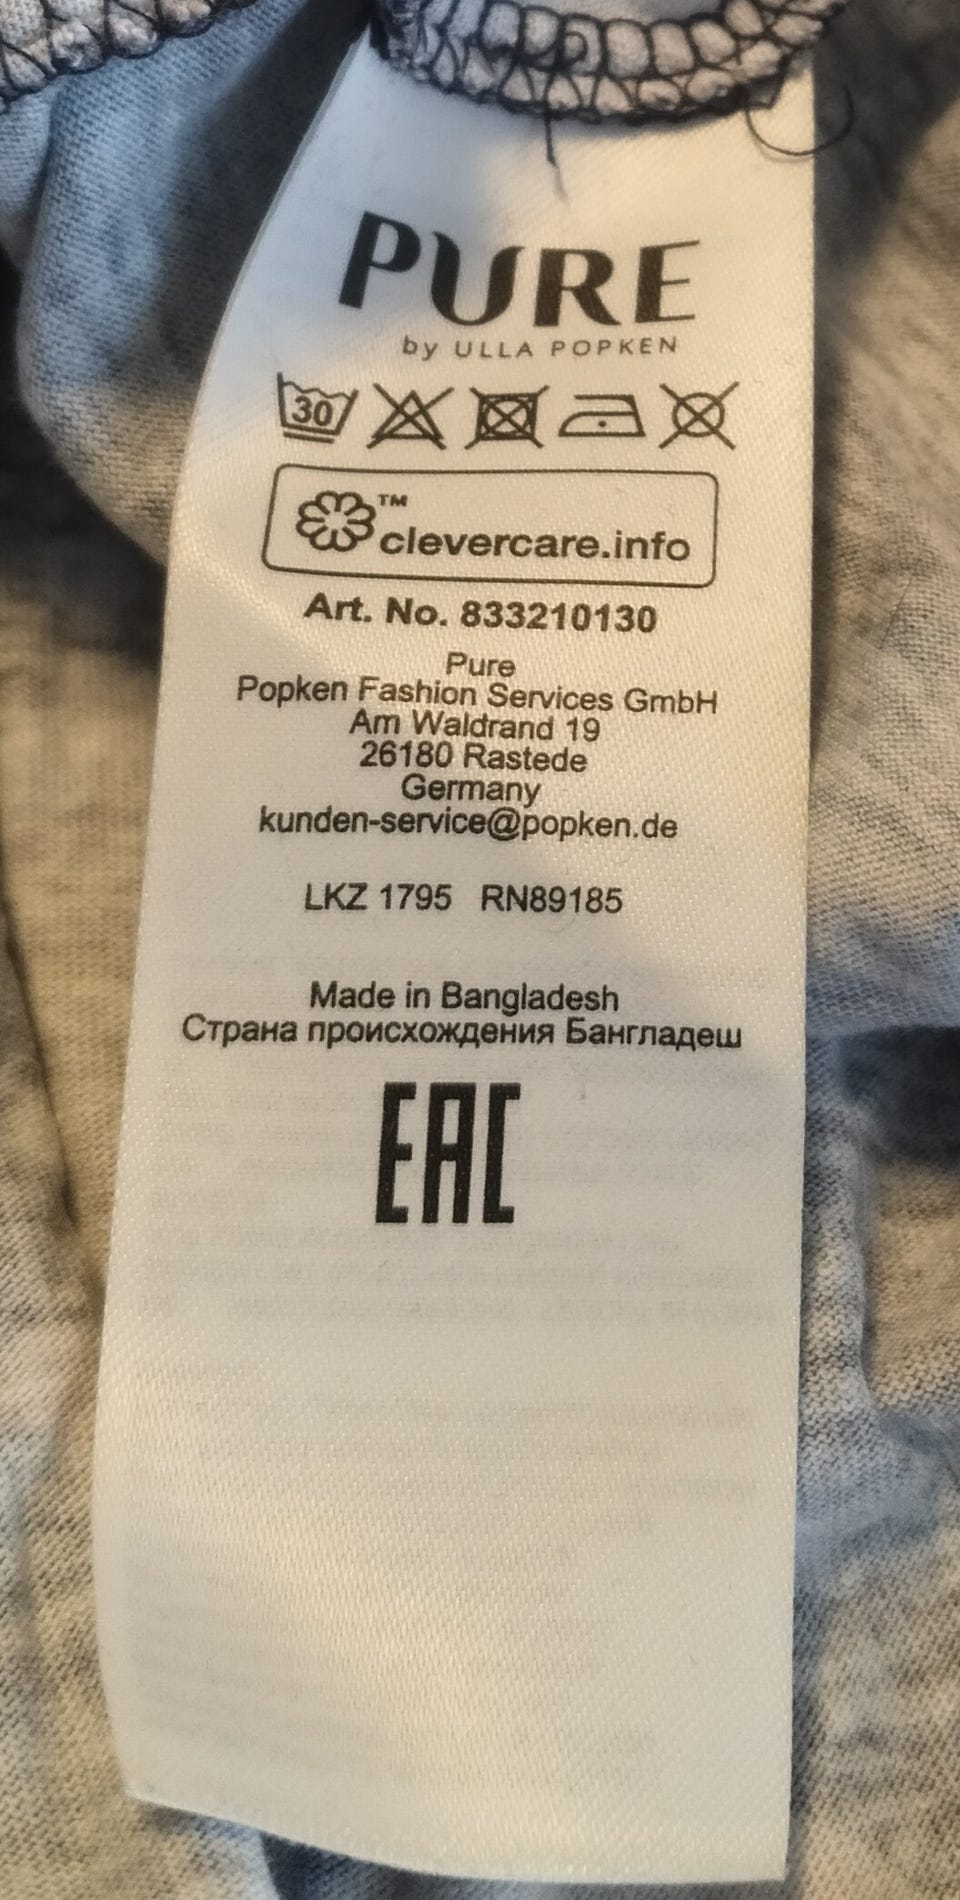 PURE
by ULLA POPKEN
30
™
clevercare.info
Art. No. 833210130
Pure
Popken Fashion Services GmbH
Am Waldrand 19
26180 Rastede
Germany
kunden-service@popken.de
LKZ 1795 RN89185
Made in Bangladesh
Страна происхождения Бангладеш
EAC